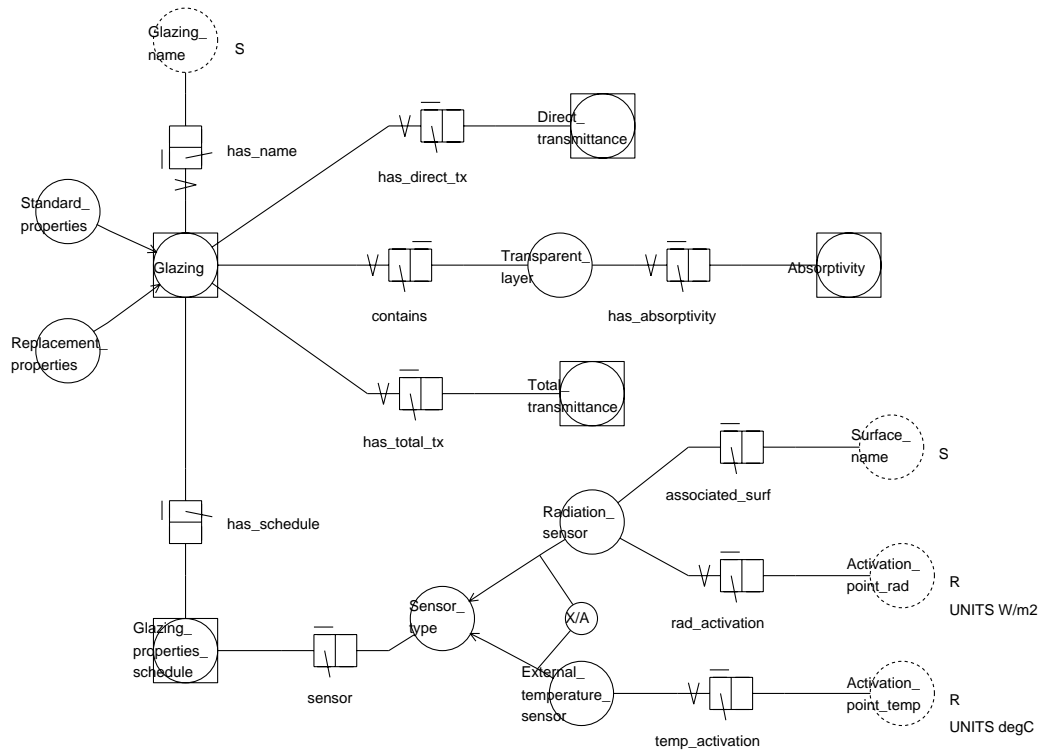 Glazing_
name
S
has_name
Direct_
transmittance
has_direct_tx
Standard_
properties
Glazing
contains
Transparent_
layer
has_absorptivity
Absorptivity
Replacement_
properties
Total_
transmittance
has_total_tx
Surface_
name
S
associated_surf
has_schedule
Radiation_
sensor
Activation_
point_rad
R
UNITS W/m2
rad_activation
Sensor_
type
X/A
Glazing_
properties_
schedule
sensor
External_
temperature_
sensor
Activation_
point_temp
R
UNITS degC
temp_activation